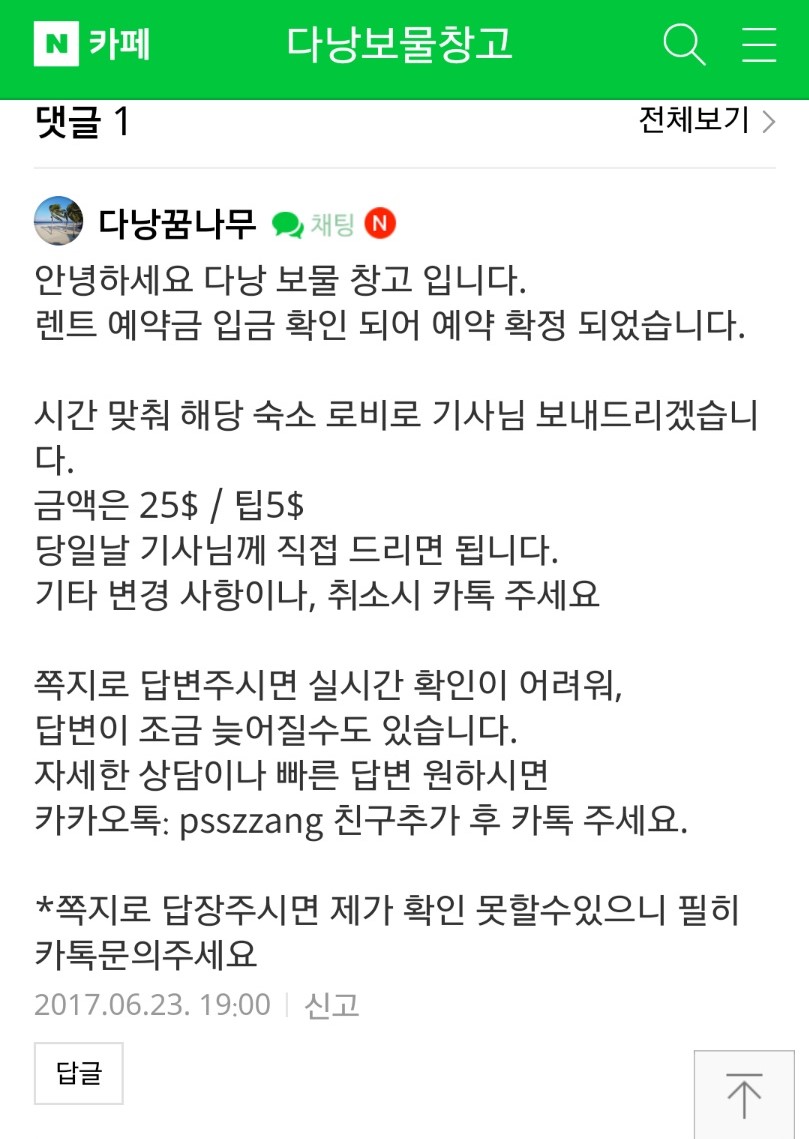 N 카페
다낭보물창고
댓글 1
전체보기
다낭꿈나무 채팅 N
안녕하세요 다낭 보물 창고 입니다.
렌트 예약금 입금 확인 되어 예약 확정 되었습니다.
시간 맞춰 해당 숙소 로비로 기사님 보내드리겠습니
다.
금액은 25$ / 팁5$
당일날 기사님께 직접 드리면 됩니다.
기타 변경 사항이나, 취소시 카톡 주세요
쪽지로 답변주시면 실시간 확인이 어려워,
답변이 조금 늦어질수도 있습니다.
자세한 상담이나 빠른 답변 원하시면
카카오톡: psszzang 친구추가 후 카톡 주세요.
*쪽지로 답장주시면 제가 확인 못할수있으니 필히
카톡문의주세요
2017.06.23. 19:00 신고
답글